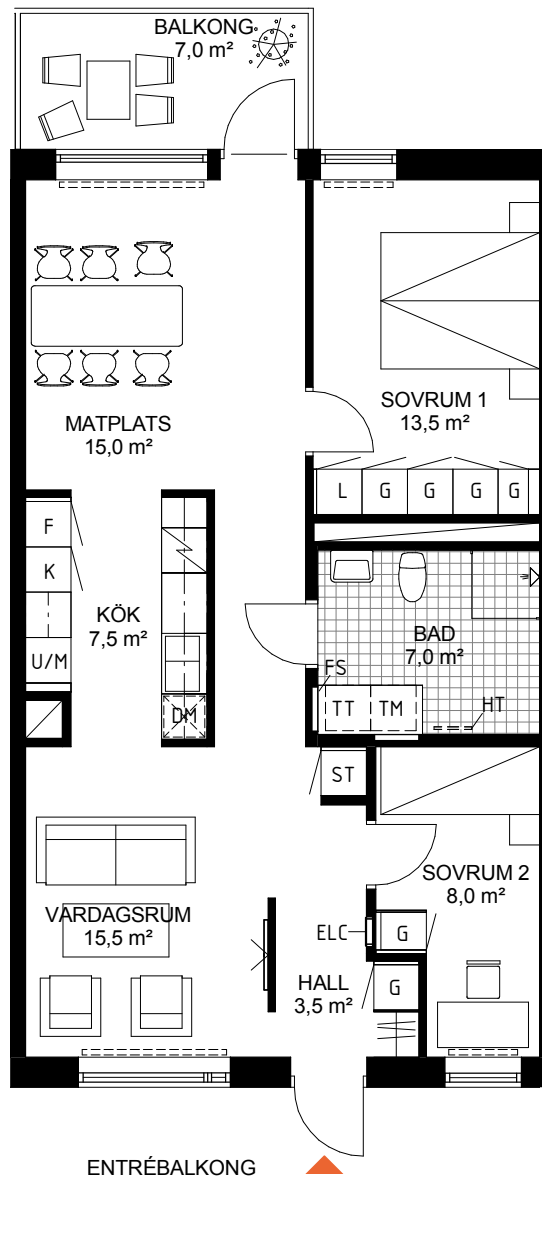 BALKONG
7,0 m²
SOVRUM 1
13,5 m²
MATPLATS
15,0 m²
L G G G G
F
K
KÖK
7,5 m²
U/M
DM
BAD
7,0 m²
FS
TT TM
HT
ST
SOVRUM 2
8,0 m²
VARDAGSRUM
15,5 m²
ELC
G
HALL
3,5 m²
G
ENTRÉBALKONG